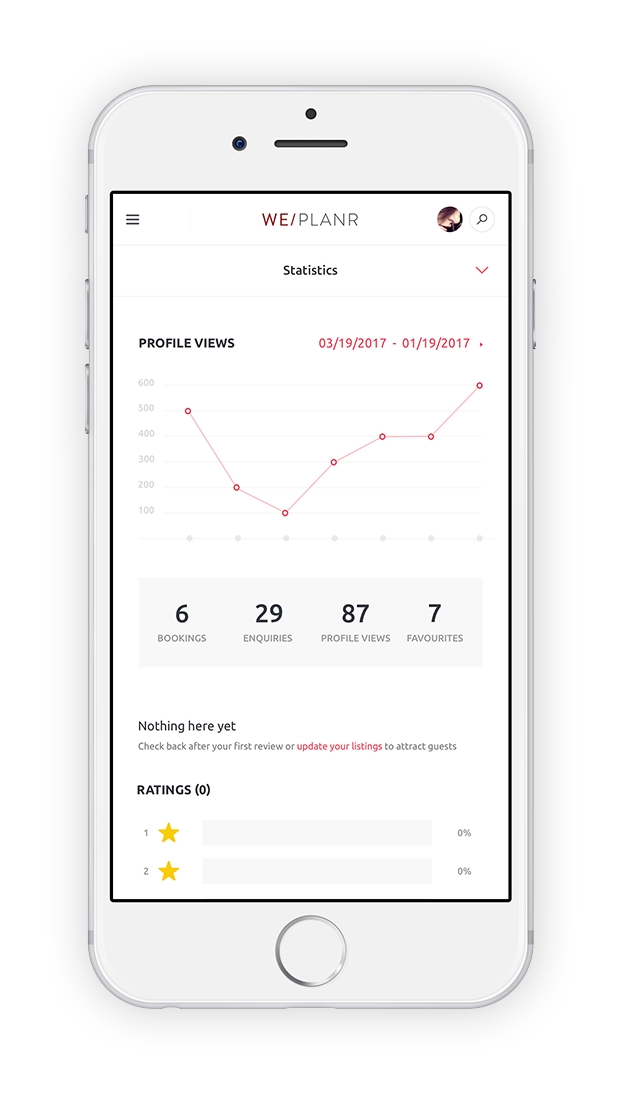 WE/PLANR
Statistics
PROFILE VIEWS 03/19/2017 - 01/19/2017
600
500
400
300
200
100
6 29 87 7
BOOKINGS ENQUIRIES PROFILE VIEWS FAVOURITES
Nothing here yet
Check back after your first review or update your listings to attract guests
RATINGS (0)
1 0%
2 0%